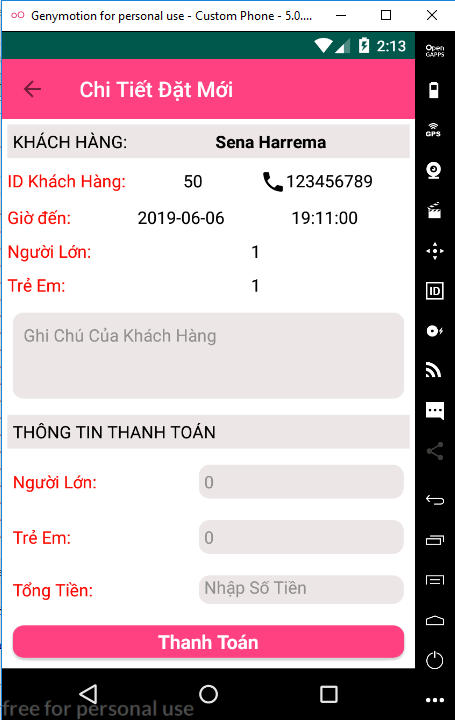 Genymotion for personal use - Custom Phone - 5.0....
2:13
Open
GAPPS
Chi Tiết Đặt Mới
KHÁCH HÀNG: Sena Harrema
GPS
ID Khách Hàng: 50 123456789
Giờ đến: 2019-06-06 19:11:00
Người Lớn: 1
Trẻ Em: 1
ID
Ghi Chú Của Khách Hàng
THÔNG TIN THANH TOÁN
Người Lớn: 0
Trẻ Em: 0
Tổng Tiền: Nhập Số Tiền
Thanh Toán
free for personal use